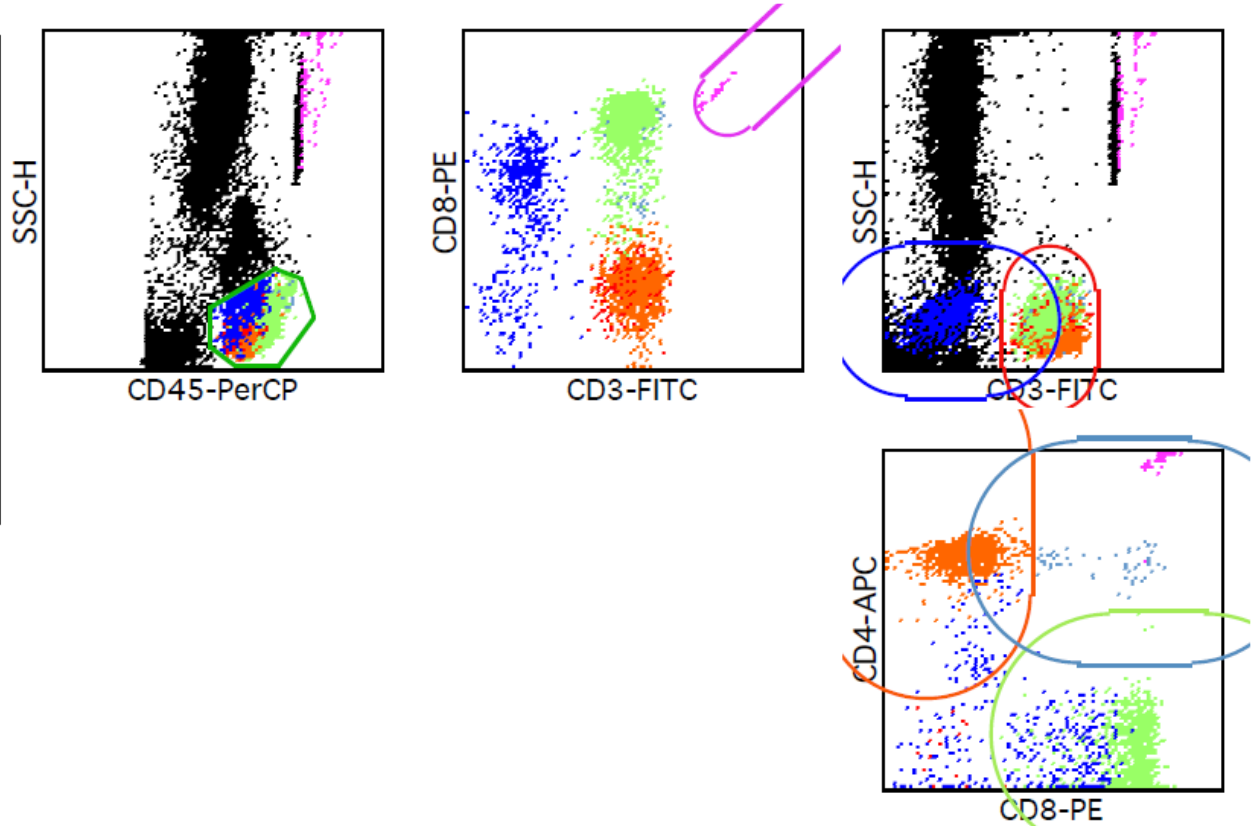 SSC-H
CD45-PerCP
CD8-PE
CD3-FITC
SSC-H
CD3-FITC
CD4-APC
CD8-PE